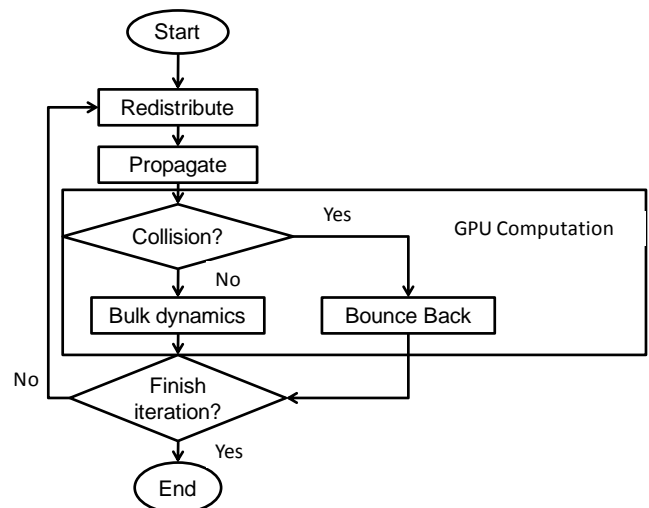 Start
Redistribute
Propagate
Yes
GPU Computation
Collision?
No
Bulk dynamics
Bounce Back
No
Finish
iteration?
Yes
End